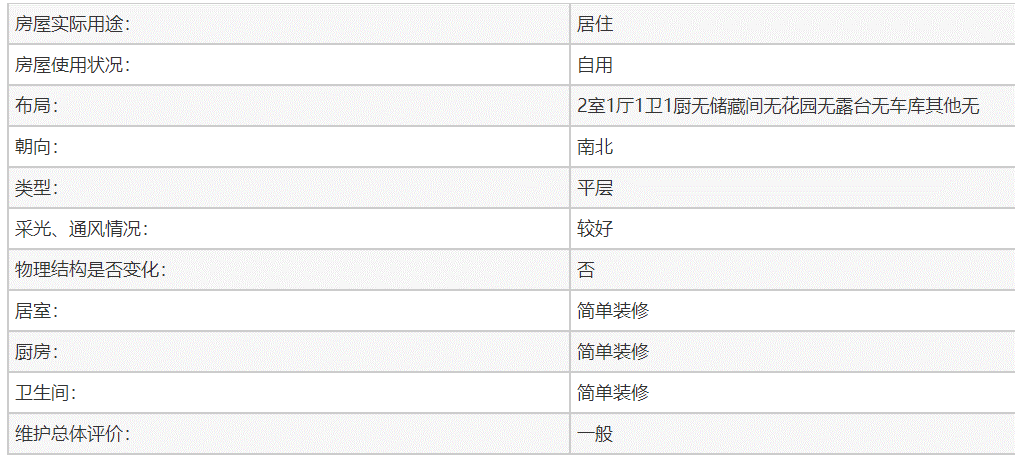 房屋实际用途： 居住
房屋使用状况： 自用
布局： 2室1厅1卫1厨无储藏间无花园无露台无车库其他无
朝向： 南北
类型： 平层
采光、通风情况： 较好
物理结构是否变化： 否
居室： 简单装修
厨房： 简单装修
卫生间： 简单装修
维护总体评价： 一般